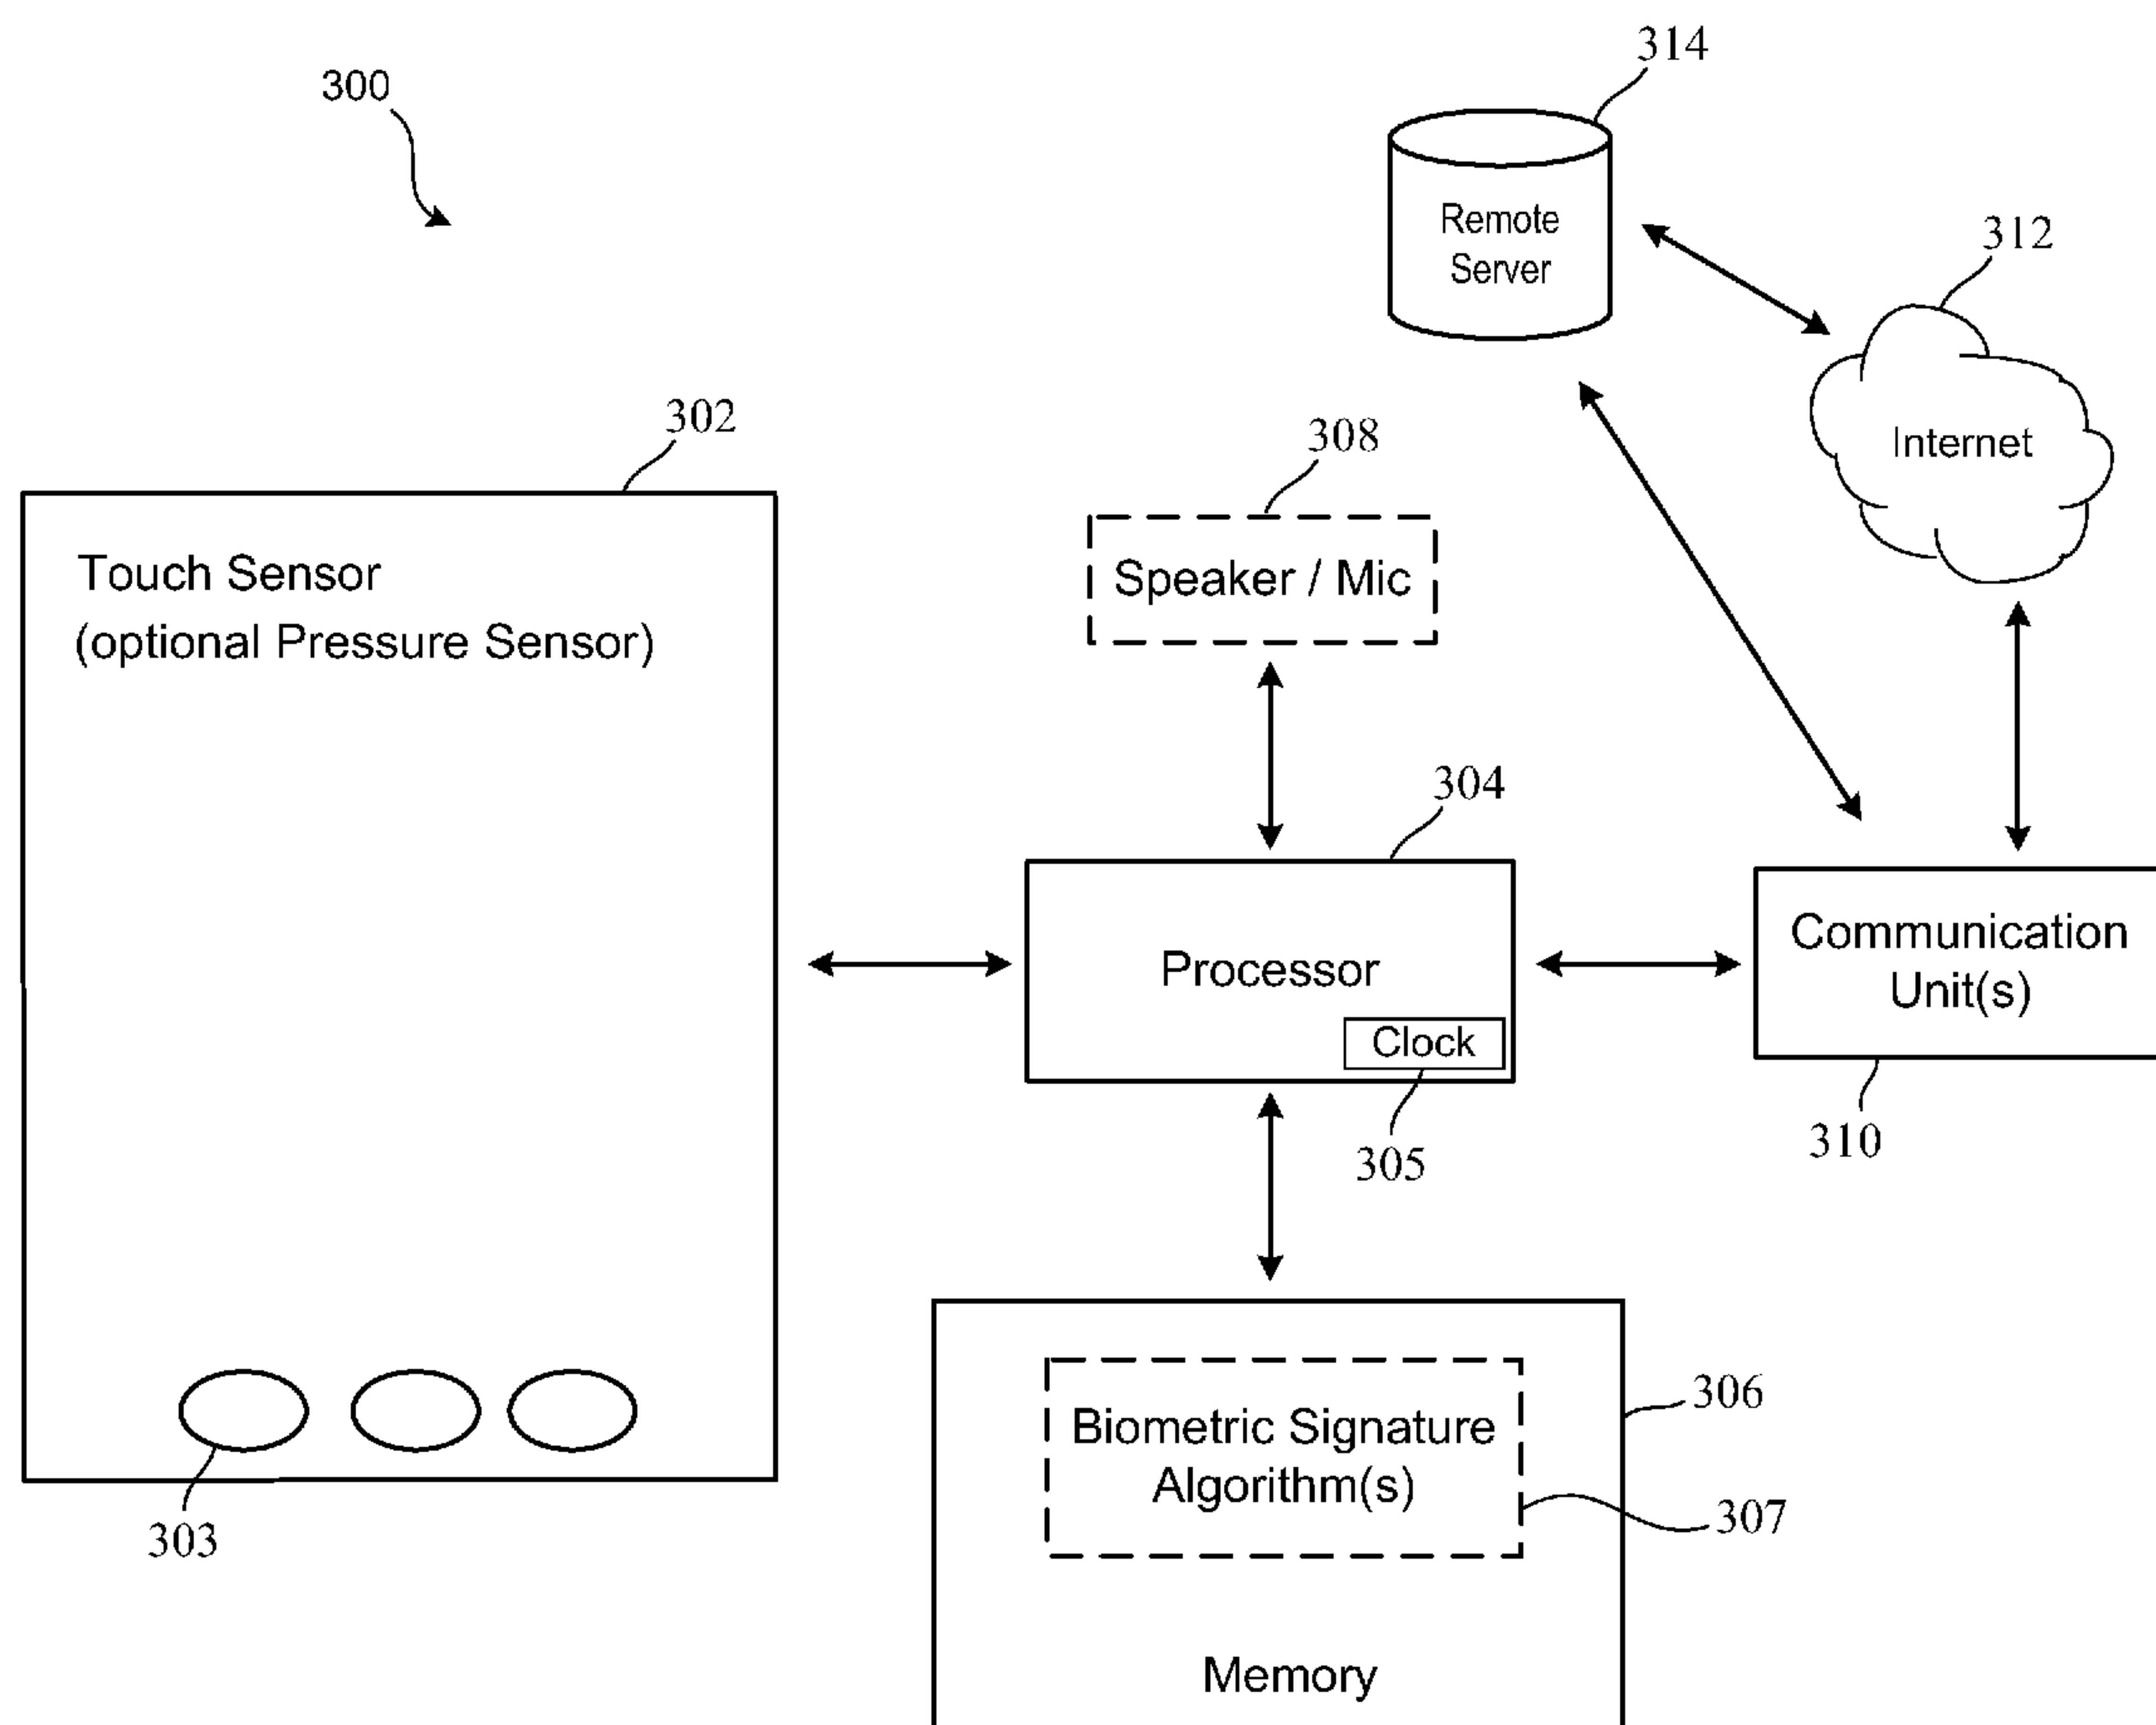 314
300
Remote
Server
312
302
308
Internet
Touch Sensor
(optional Pressure Sensor)
Speaker / Mic
304
Processor
Communication
Unit(s)
Clock
305
310
303
Biometric Signature
Algorithm(s)
306
307
Memory